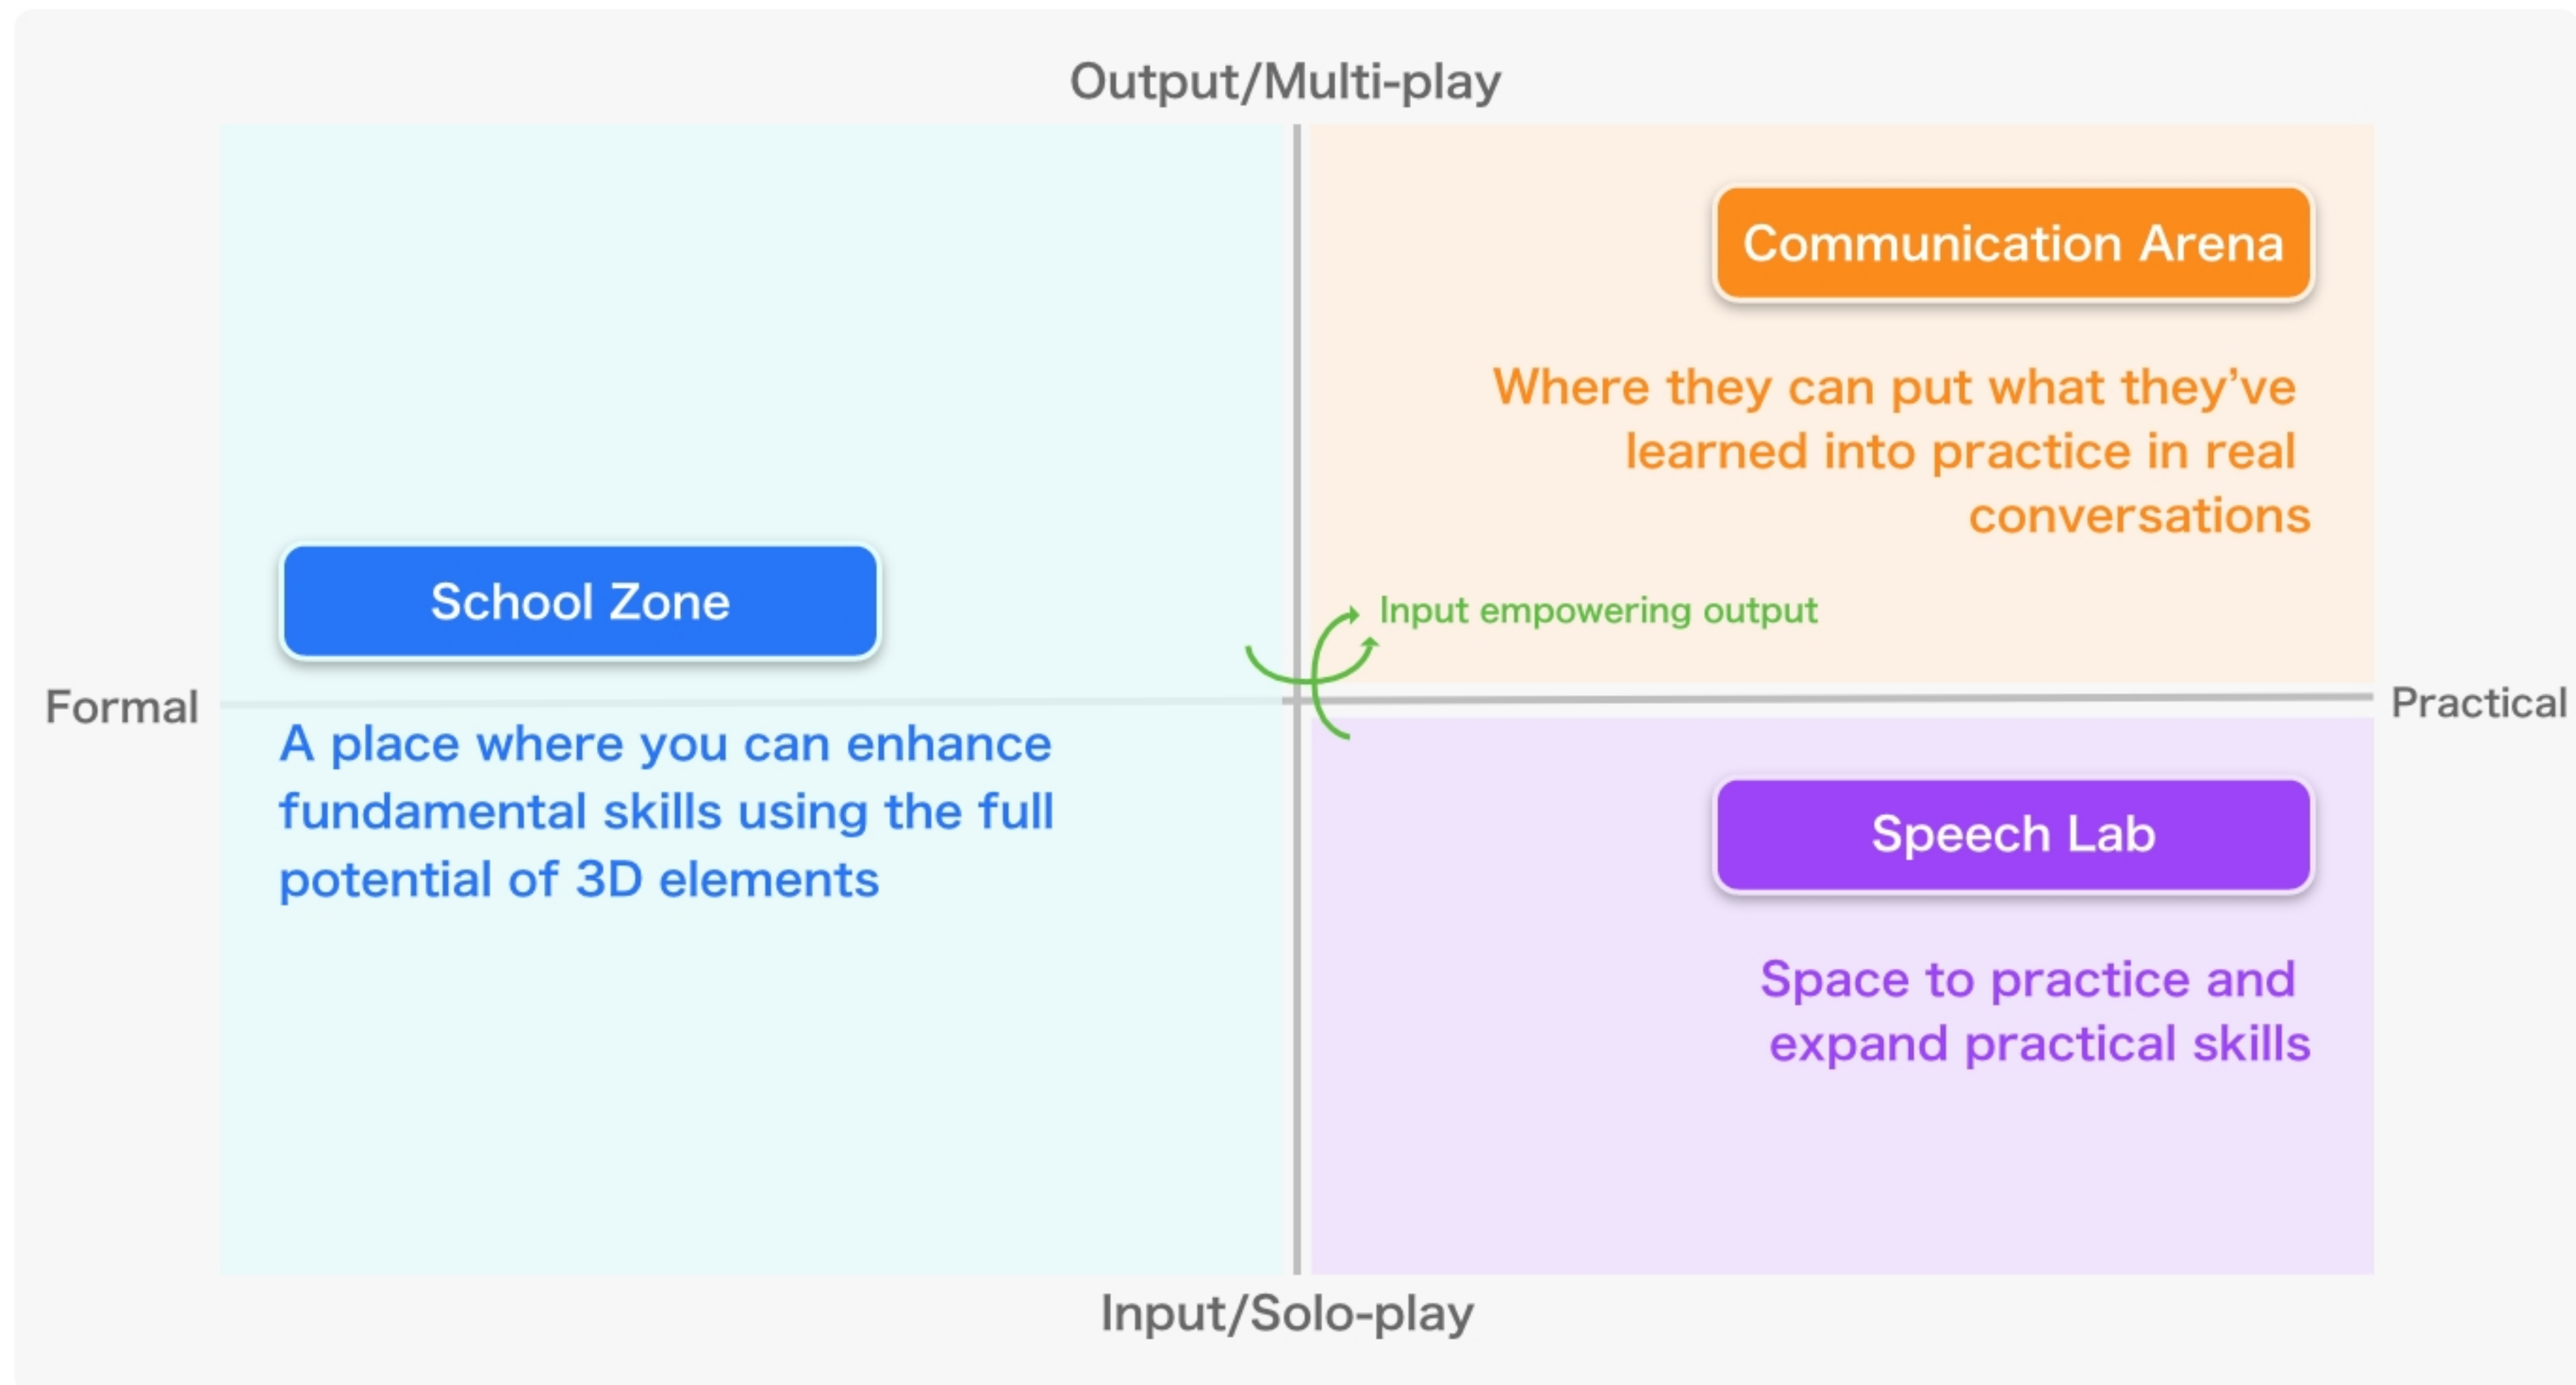 Output/Multi-play
Communication Arena
Where they can put what they’ve
learned into practice in real
conversations
School Zone
Input empowering output
Formal
Practical
A place where you can enhance
fundamental skills using the full
potential of 3D elements
Speech Lab
Space to practice and
expand practical skills
Input/Solo-play